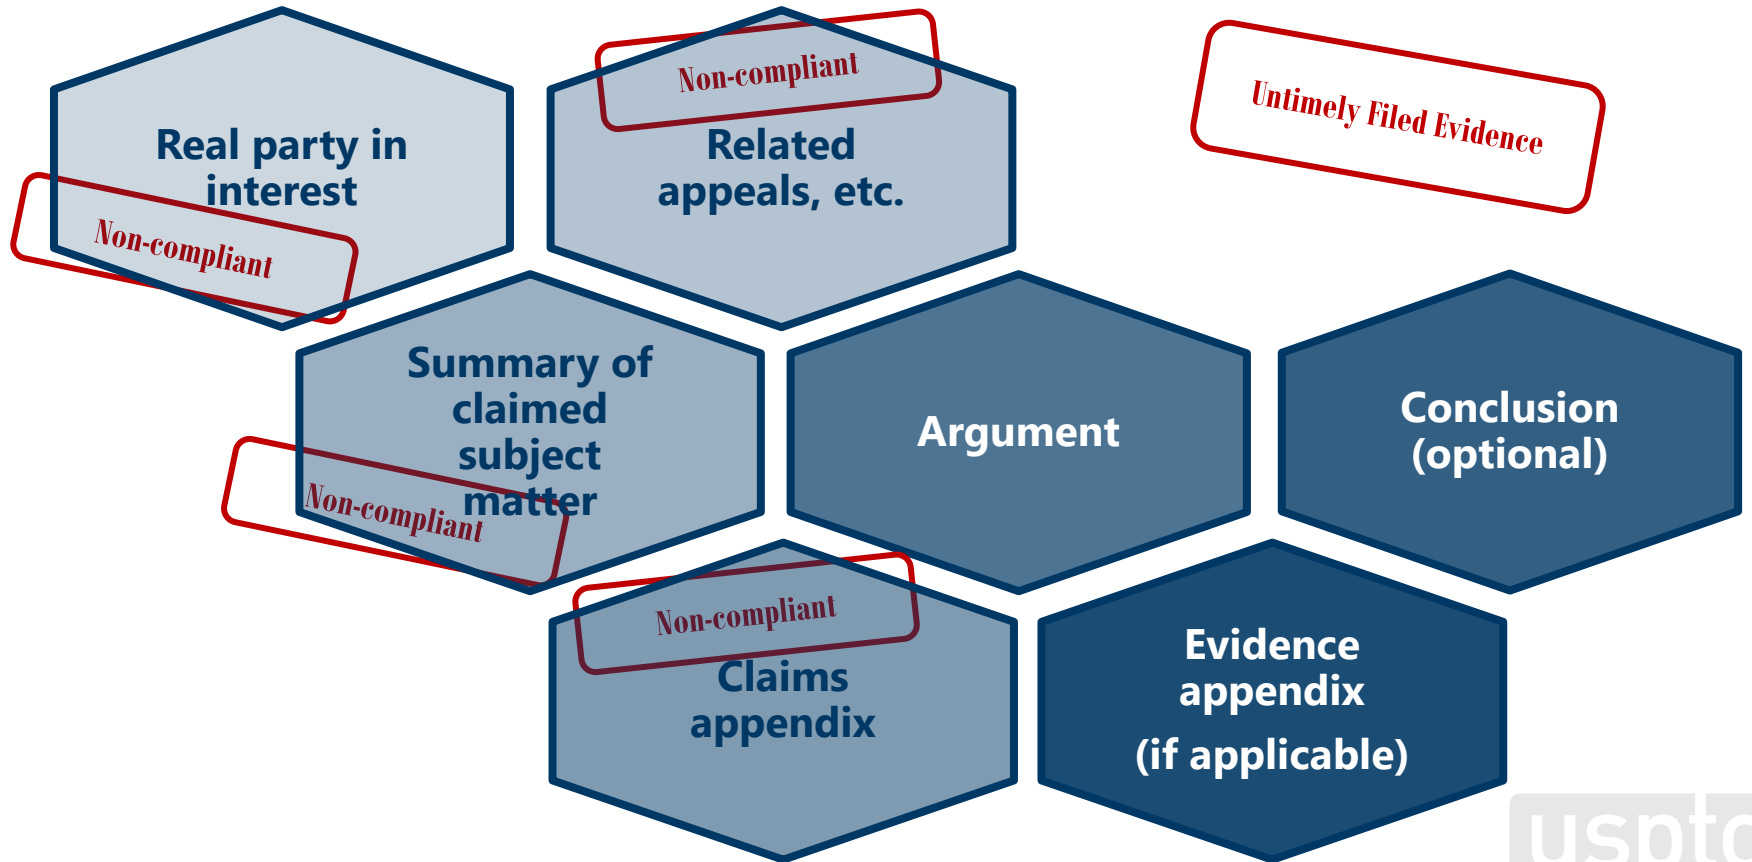 Non-compliant
Real party in
interest
Non-compliant
Related
appeals, etc.
Untimely Filed Evidence
Summary of
claimed
subject
matter
Non-compliant
Argument
Conclusion
(optional)
Non-compliant
Claims
appendix
Evidence
appendix
(if applicable)
uspto